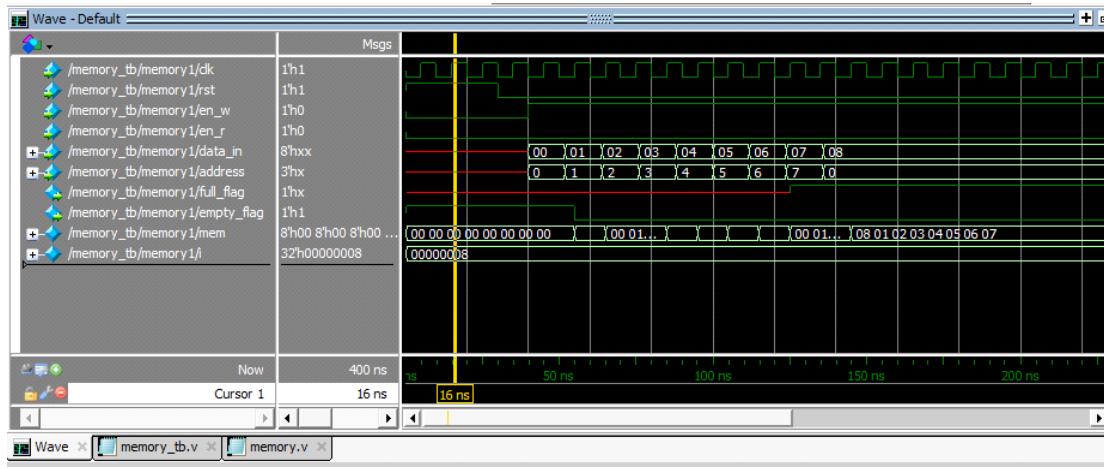 Wave - Default
Msgs
/memory_tb/memory1/clk 1'h1
/memory_tb/memory1/rst 1'h1
/memory_tb/memory1/en_w 1'h0
/memory_tb/memory1/en_r 1'h0
/memory_tb/memory1/data_in 8'hxx 00 01 02 03 04 05 06 07 08
/memory_tb/memory1/address 3'hx 0 1 2 3 4 5 6 7 0
/memory_tb/memory1/full_flag 1'hx
/memory_tb/memory1/empty_flag 1'h1
/memory_tb/memory1/mem 8'h00 8'h00 8'h00 ... 00 00 00 00 00 00 00 00 00 01... 00 01... 08 01 02 03 04 05 06 07
/memory_tb/memory1/i 32'h00000008 00000008
Now 400 ns ns 50 ns 100 ns 150 ns 200 ns
Cursor 1 16 ns 16 ns
Wave memory_tb.v memory.v